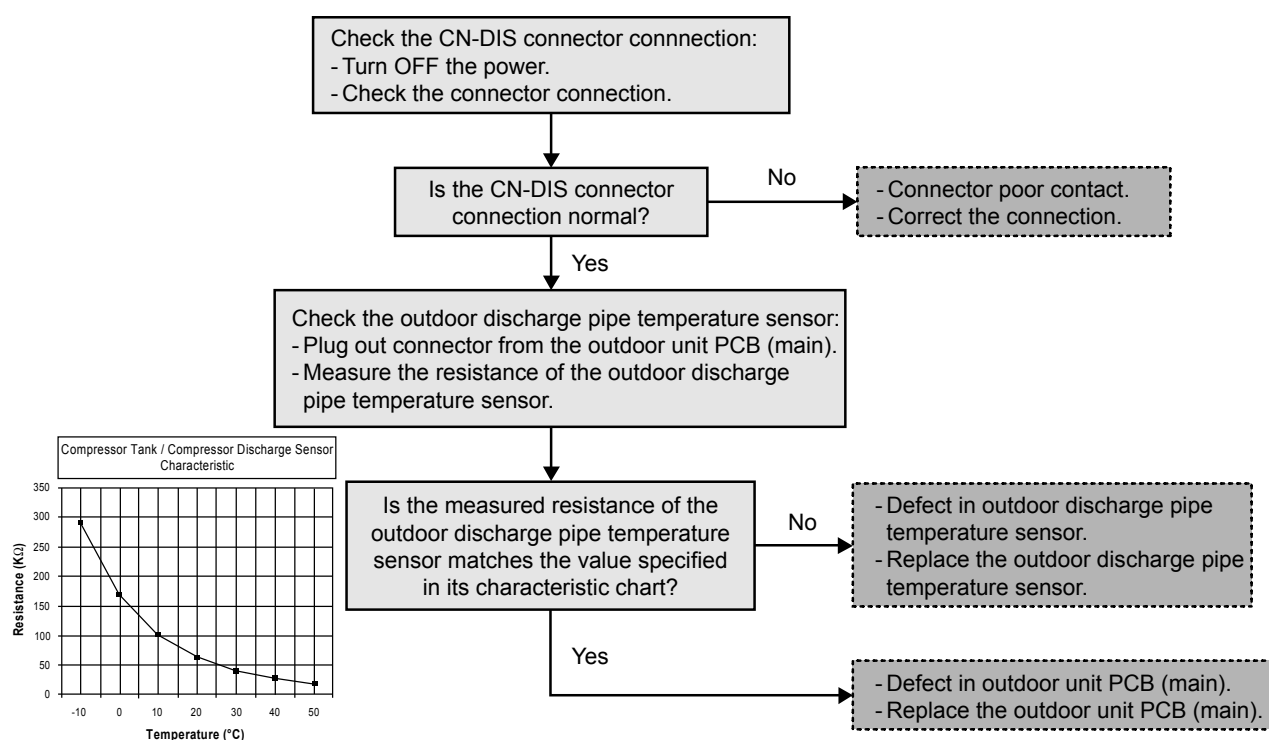 Check the CN-DIS connector connnection:
- Turn OFF the power.
- Check the connector connection.
Is the CN-DIS connector
connection normal?
No
- Connector poor contact.
- Correct the connection.
Yes
Check the outdoor discharge pipe temperature sensor:
- Plug out connector from the outdoor unit PCB (main).
- Measure the resistance of the outdoor discharge
pipe temperature sensor.
Compressor Tank / Compressor Discharge Sensor
Characteristic
350
300
250
200
150
100
50
0
Resistance (KΩ)
-10 0 10 20 30 40 50
Temperature (°C)
Is the measured resistance of the
outdoor discharge pipe temperature
sensor matches the value specified
in its characteristic chart?
No
- Defect in outdoor discharge pipe
temperature sensor.
- Replace the outdoor discharge pipe
temperature sensor.
Yes
- Defect in outdoor unit PCB (main).
- Replace the outdoor unit PCB (main).